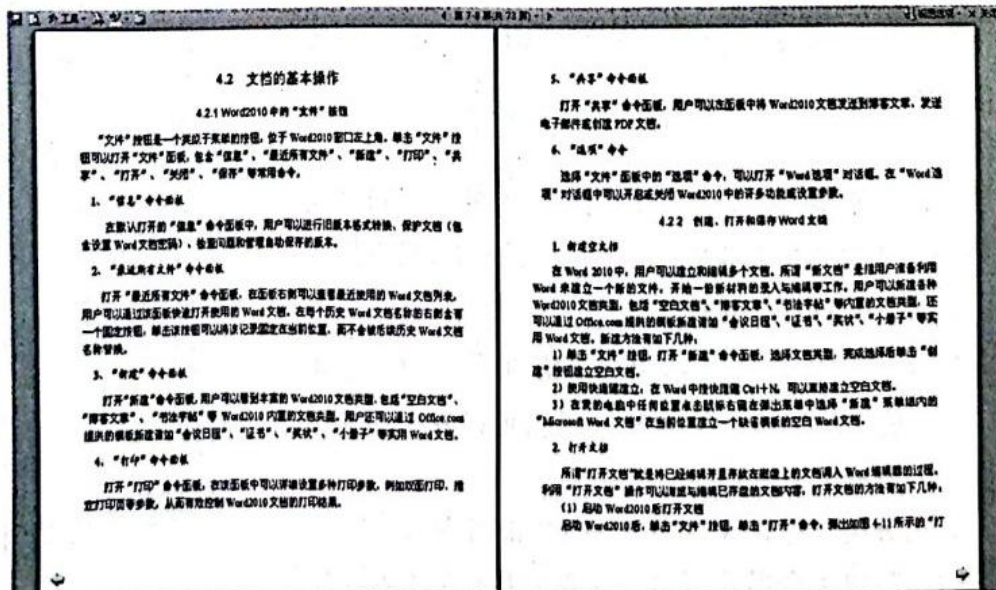 工具
(第 7-8 页(共 73 页)
4.2 文档的基本操作
4.2.1 Word2010 中的“文件”按钮
“文件”按钮是一个类似于菜单的按钮，位于 Word2010 窗口左上角。单击“文件”按
钮可以打开“文件”面板，包含“信息”、“最近所有文件”、“新建”、“打印”、“共
享”、“打开”、“关闭”、“保存”等常用命令。
1、“信息”命令面板
在默认打开的“信息”命令面板中，用户可以进行旧版本格式转换、保护文档（包
含设置 Word 文档密码）、检查问题和管理自动保存的版本。
2、“最近所有文件”命令面板
打开“最近所有文件”命令面板，在面板右侧可以查看最近使用的 Word 文档列表，
用户可以通过该面板快速打开使用的 Word 文档。在每个历史 Word 文档名称的右侧含有
一个固定按钮，单击该按钮可以将该记录固定在当前位置，而不会被后续历史 Word 文档
名称替换。
3、“新建”命令面板
打开“新建”命令面板，用户可以看到丰富的 Word2010 文档类型，包括“空白文档”、
“博客文章”、“书法字帖”等 Word2010 内置的文档类型。用户还可以通过 Office.com
提供的模板新建诸如“会议日程”、“证书”、“奖状”、“小册子”等实用 Word 文档。
4、“打印”命令面板
打开“打印”命令面板，在该面板中可以详细设置多种打印参数，例如双面打印、指
定打印页等参数，从而有效控制 Word2010 文档的打印结果。
5、“共享”命令面板
打开“共享”命令面板，用户可以在面板中将 Word2010 文档发送到博客文章、发送
电子邮件或创建 PDF 文档。
6、“选项”命令
选择“文件”面板中的“选项”命令，可以打开“Word 选项”对话框。在“Word 选
项”对话框中可以开启或关闭 Word2010 中的许多功能或设置参数。
4.2.2 创建、打开和保存 Word 文档
1、新建空文档
在 Word 2010 中，用户可以建立和编辑多个文档。所谓“新文档”是指用户准备利用
Word 来建立一个新的文件，开始一份新材料的录入与编辑等工作。用户可以新建各种
Word2010 文档类型，包括“空白文档”、“博客文章”、“书法字帖”等内置的文档类型，还
可以通过 Office.com 提供的模板新建诸如“会议日程”、“证书”、“奖状”、“小册子”等实
用 Word 文档。新建方法有如下几种：
1）单击“文件”按钮，打开“新建”命令面板，选择文档类型，完成选择后单击“创
建”按钮建立空白文档。
2）使用快捷键建立：在 Word 中按快捷键 Ctrl+N，可以直接建立空白文档。
3）在我的电脑中任何位置点击鼠标右键在弹出菜单中选择“新建”菜单组内的
“Microsoft Word 文档”在当前位置建立一个缺省模板的空白 Word 文档。
2、打开文档
所谓“打开文档”就是将已经编辑并且存放在磁盘上的文档调入 Word 编辑器的过程。
利用“打开文档”操作可以浏览与编辑已存盘的文档内容，打开文档的方法有如下几种：
（1）启动 Word2010 后打开文档
启动 Word2010 后，单击“文件”按钮，单击“打开”命令，弹出如图 4-11 所示的“打